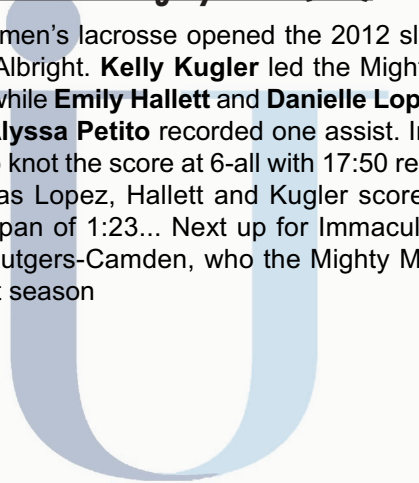 men's lacrosse opened the 2012 sl
Albright. Kelly Kugler led the Might
while Emily Hallett and Danielle Lop
lyssa Petito recorded one assist. I
knot the score at 6-all with 17:50 re
as Lopez, Hallett and Kugler score
pan of 1:23... Next up for Immacul
utgers-Camden, who the Mighty M
t season